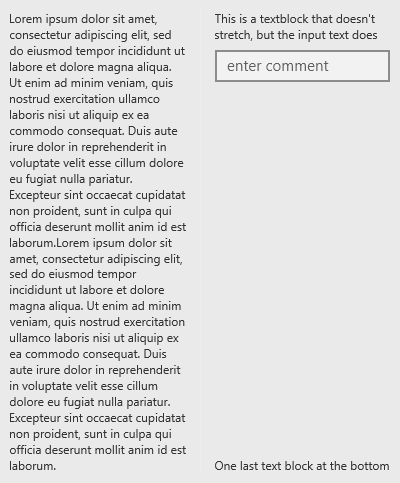 Lorem ipsum dolor sit amet,
consectetur adipiscing elit, sed
do eiusmod tempor incididunt ut
labore et dolore magna aliqua.
Ut enim ad minim veniam, quis
nostrud exercitation ullamco
laboris nisi ut aliquip ex ea
commodo consequat. Duis aute
irure dolor in reprehenderit in
voluptate velit esse cillum dolore
eu fugiat nulla pariatur.
Excepteur sint occaecat cupidatat
non proident, sunt in culpa qui
officia deserunt mollit anim id est
laborum.Lorem ipsum dolor sit
amet, consectetur adipiscing elit,
sed do eiusmod tempor
incididunt ut labore et dolore
magna aliqua. Ut enim ad minim
veniam, quis nostrud exercitation
ullamco laboris nisi ut aliquip ex
ea commodo consequat. Duis
aute irure dolor in reprehenderit
in voluptate velit esse cillum
dolore eu fugiat nulla pariatur.
Excepteur sint occaecat cupidatat
non proident, sunt in culpa qui
officia deserunt mollit anim id est
laborum.
This is a textblock that doesn't
stretch, but the input text does
enter comment
One last text block at the bottom